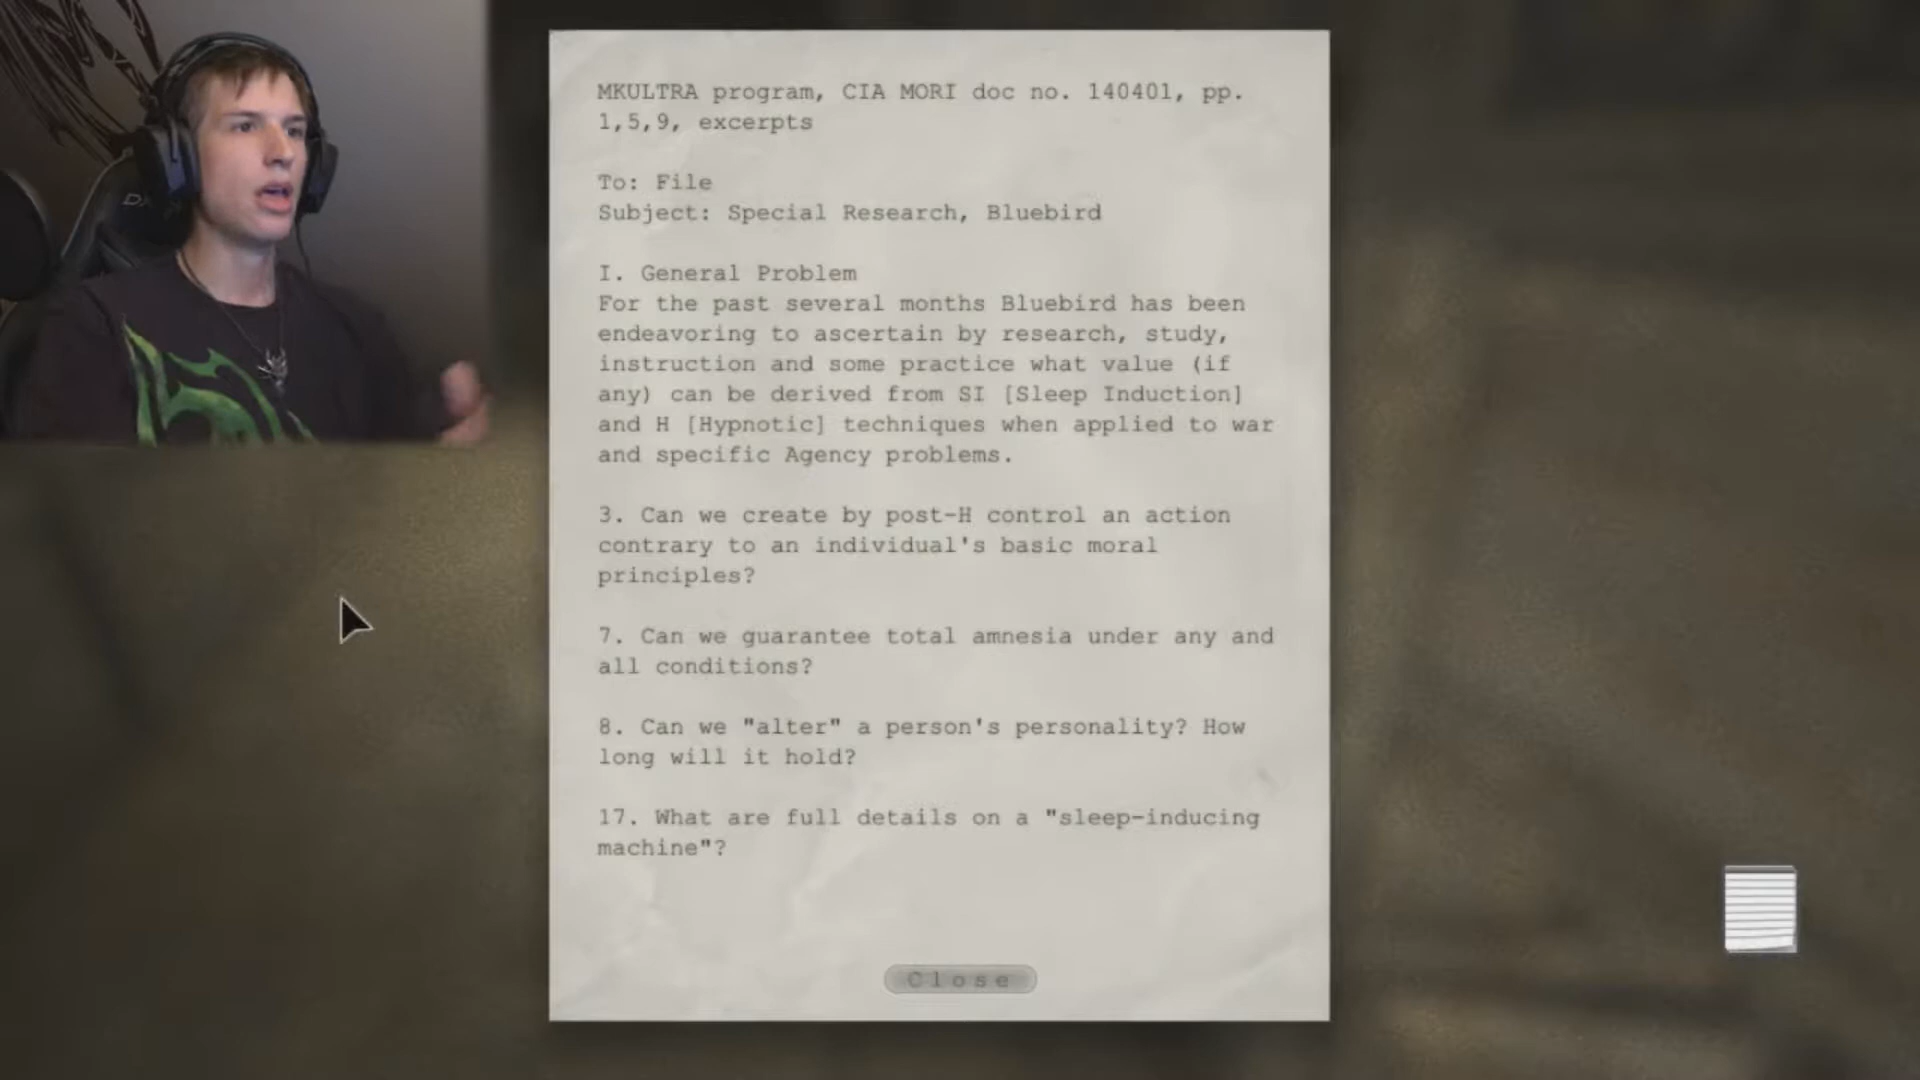 MKULTRA program, CIA MORI doc no. 140401, pp.
1,5,9, excerpts
To: File
Subject: Special Research, Bluebird
I. General Problem
For the past several months Bluebird has been
endeavoring to ascertain by research, study,
instruction and some practice what value (if
any) can be derived from SI [Sleep Induction]
and H [Hypnotic] techniques when applied to war
and specific Agency problems.
3. Can we create by post-H control an action
contrary to an individual's basic moral
principles?
7. Can we guarantee total amnesia under any and
all conditions?
8. Can we "alter" a person's personality? How
long will it hold?
17. What are full details on a "sleep-inducing
machine"?
Close